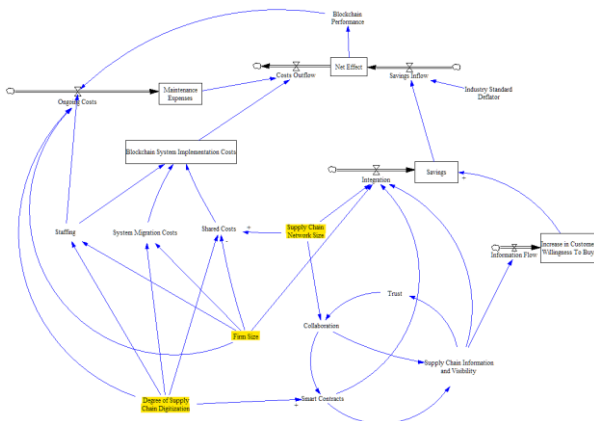 Blockchain
Performance
Net Effect
Costs Outflow
Savings Inflow
Maintenance
Expenses
Industry Standard
Deflator
Ongoing Costs
Blockchain System Implementation Costs
Savings
Integration
+
Staffing
System Migration Costs
Shared Costs
+
-
Supply Chain
Network Size
Information Flow
Increase in Customer
Willingness To Buy
Trust
Collaboration
Firm Size
Supply Chain Information
and Visibility
Degree of Supply
Chain Digitization
+
Smart Contracts